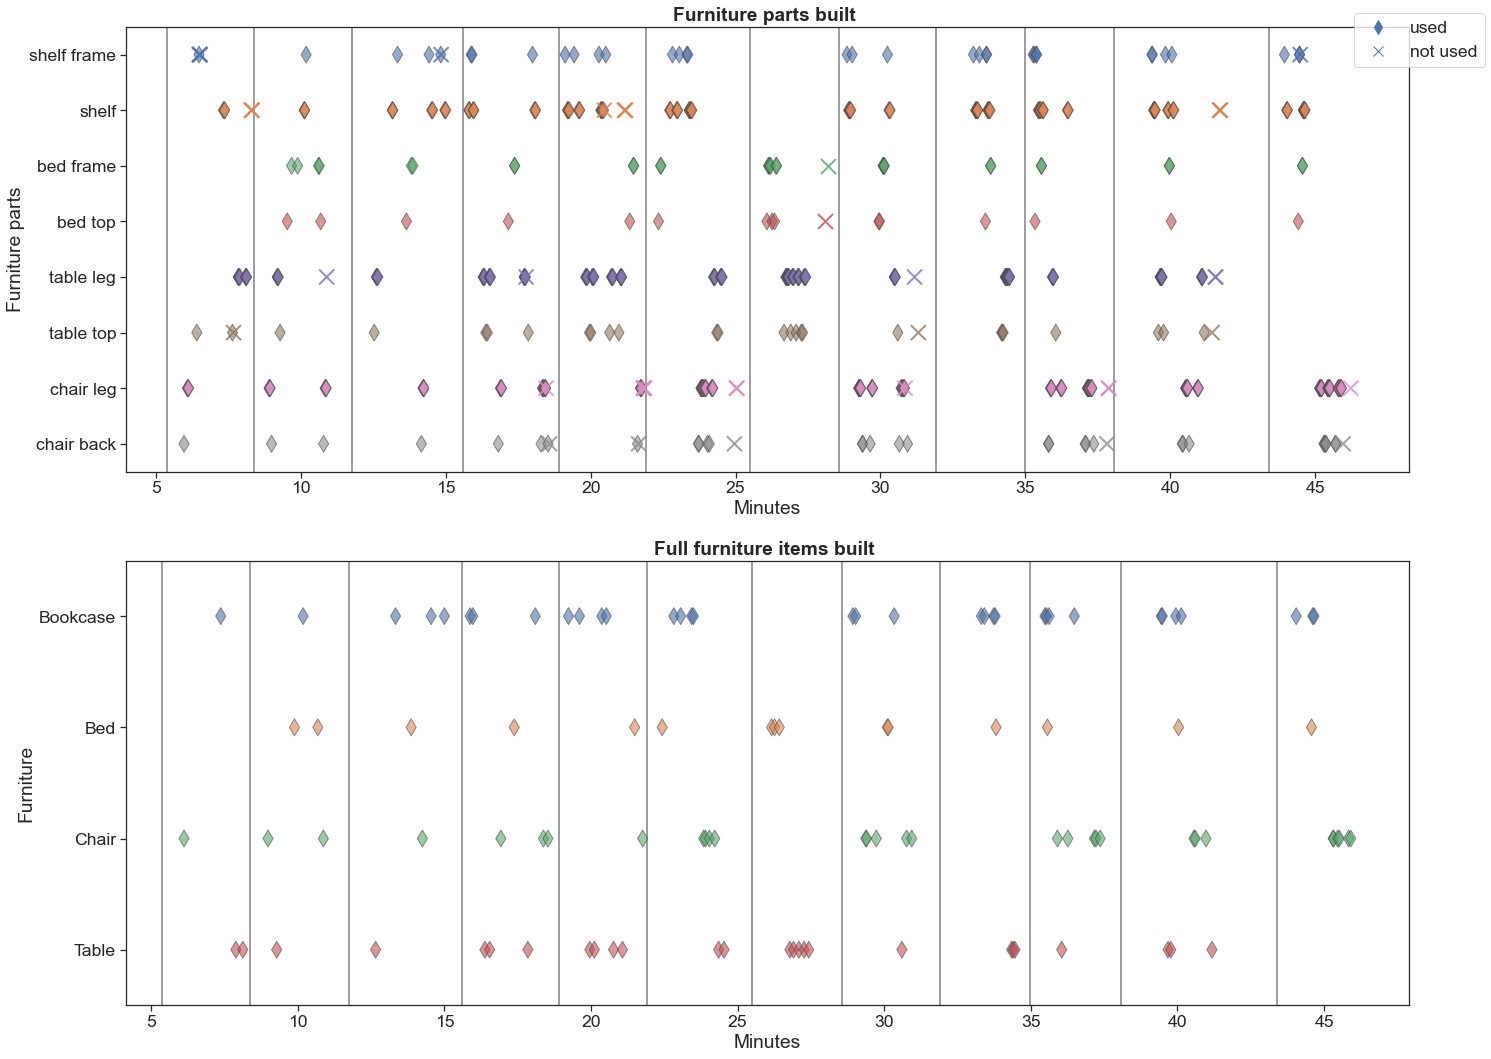 Furniture parts built
used
not used
Furniture parts
shelf frame
shelf
bed frame
bed top
table leg
table top
chair leg
chair back
5 10 15 20 25 30 35 40 45
Minutes
Full furniture items built
Furniture
Bookcase
Bed
Chair
Table
5 10 15 20 25 30 35 40 45
Minutes